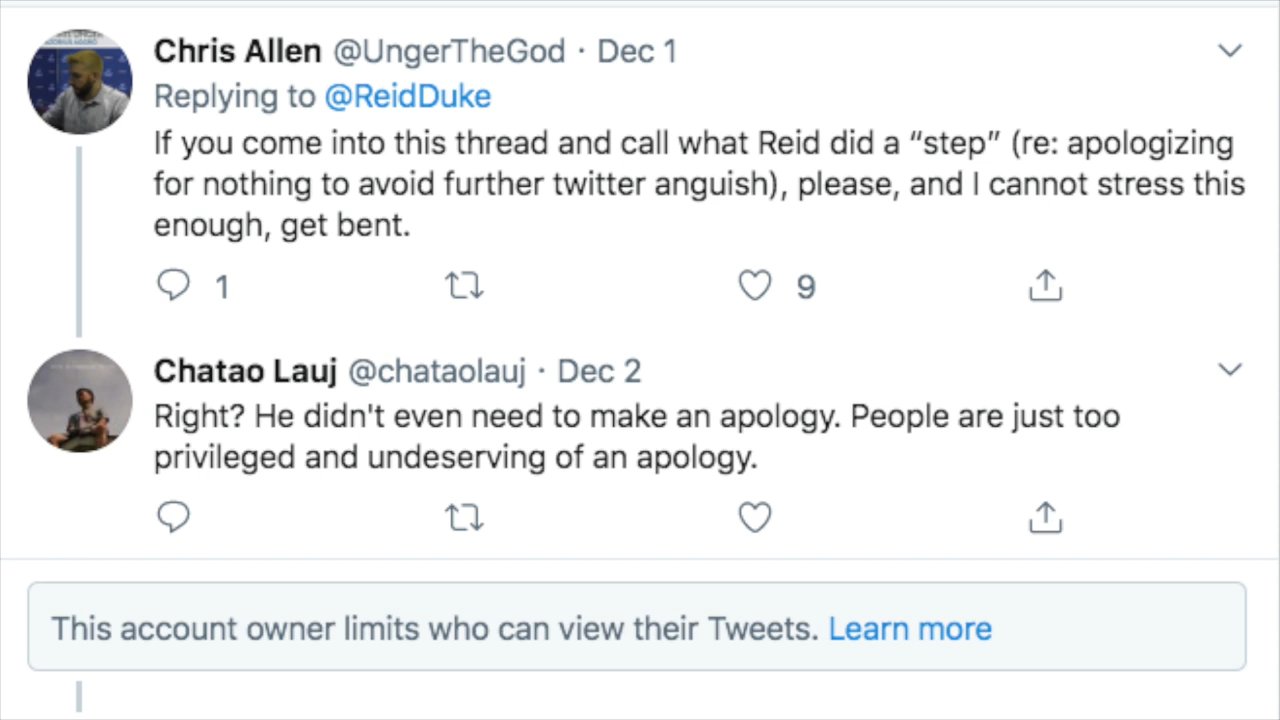 Chris Allen @UngerTheGod · Dec 1
Replying to @ReidDuke
If you come into this thread and call what Reid did a “step” (re: apologizing
for nothing to avoid further twitter anguish), please, and I cannot stress this
enough, get bent.
1 9
Chatao Lauj @chataolauj · Dec 2
Right? He didn't even need to make an apology. People are just too
privileged and undeserving of an apology.
This account owner limits who can view their Tweets. Learn more